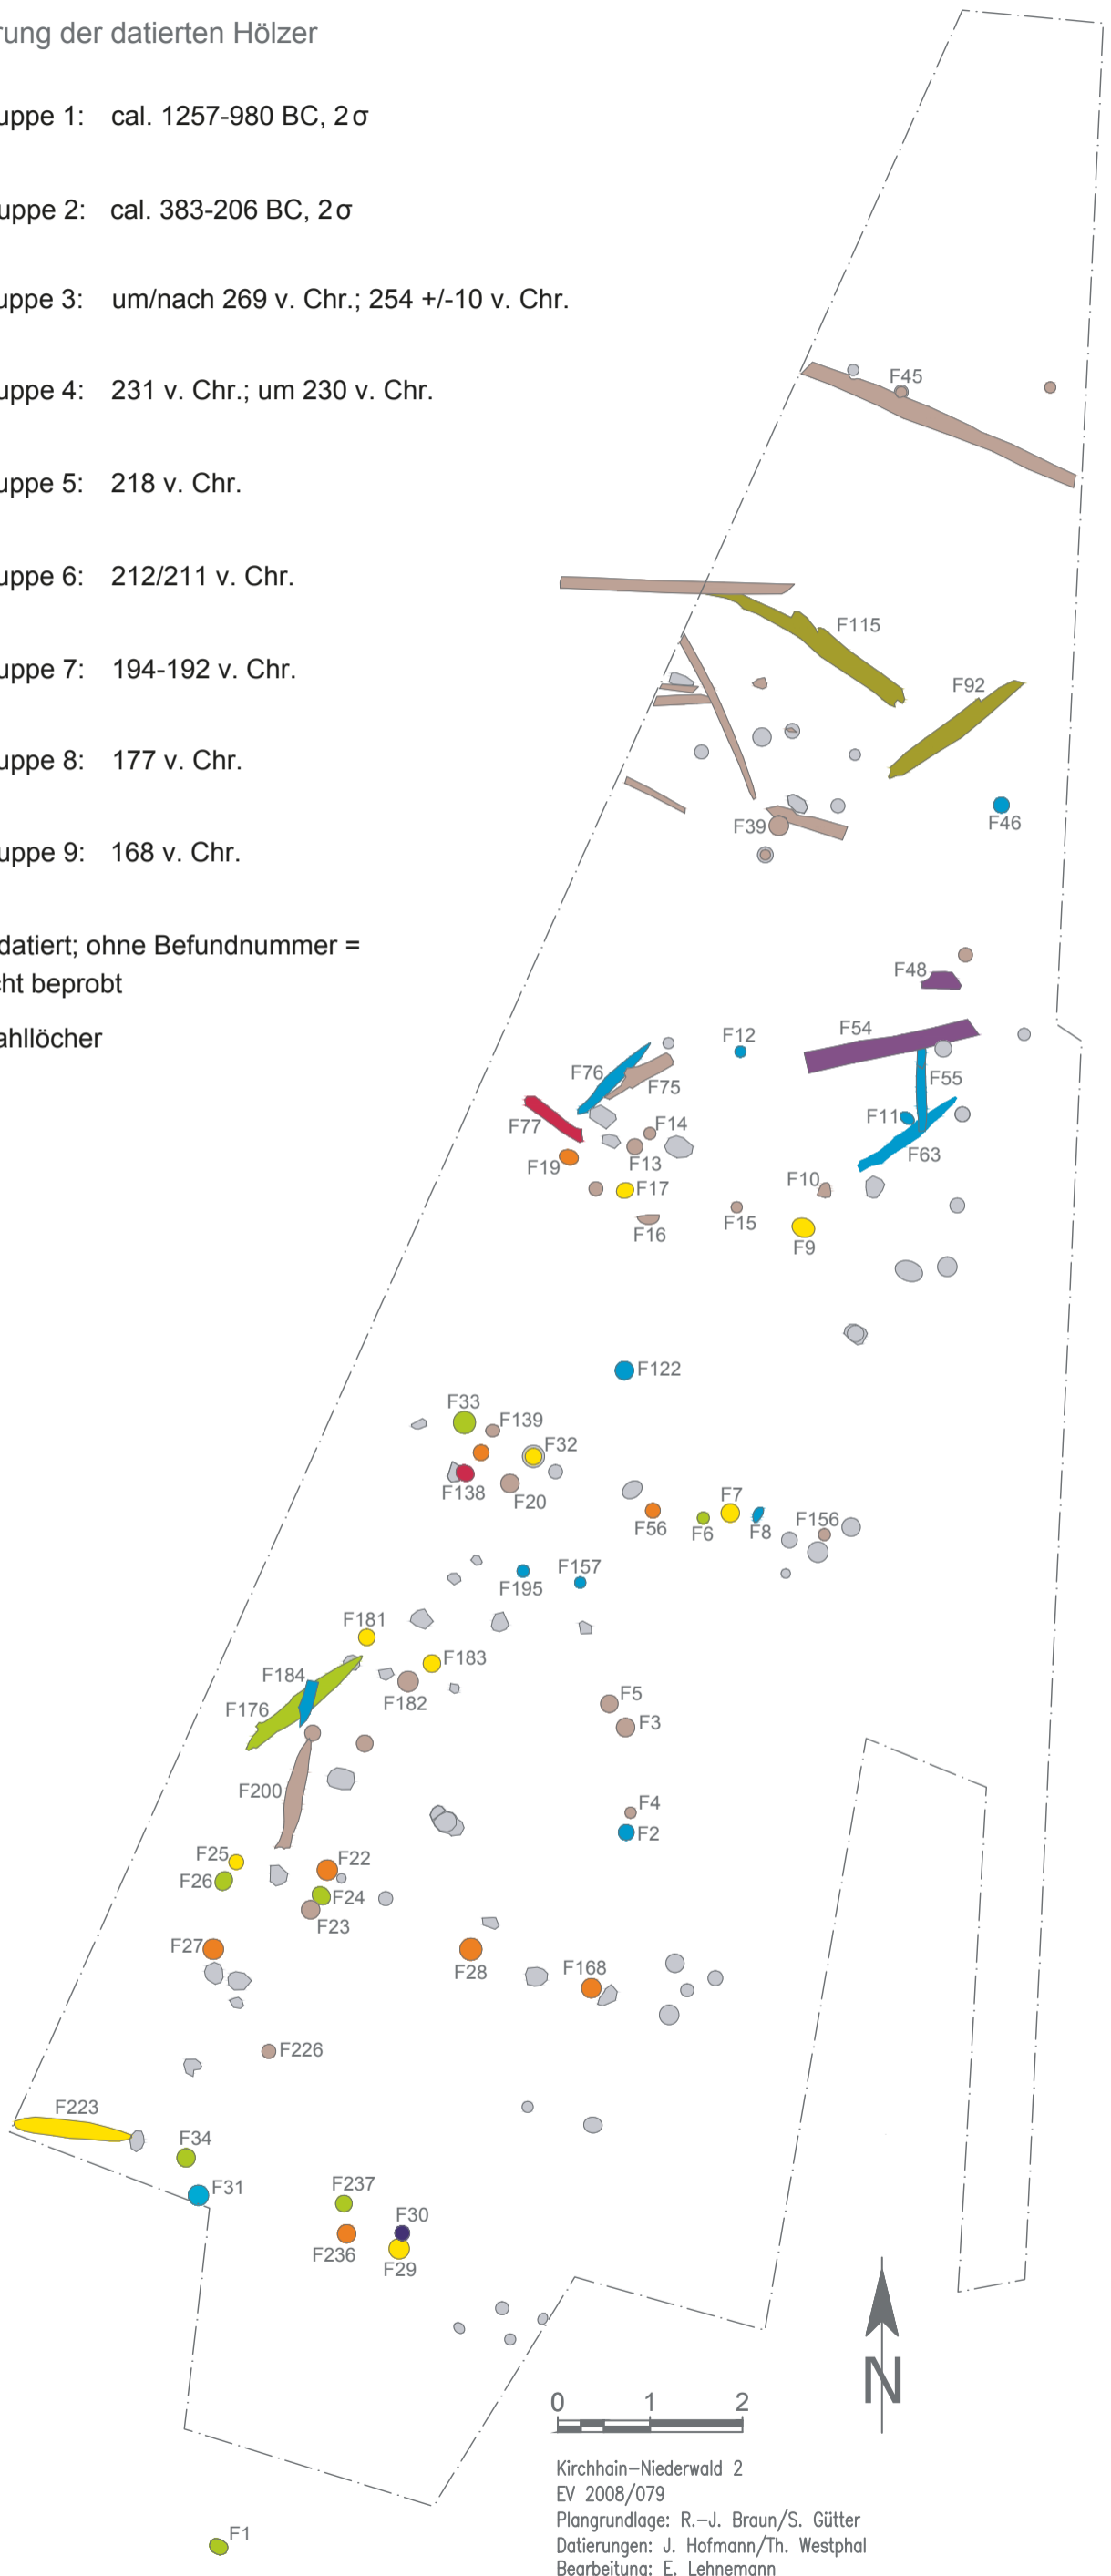 rung der datierten Hölzer
uppe 1: cal. 1257-980 BC, 2σ
uppe 2: cal. 383-206 BC, 2σ
uppe 3: um/nach 269 v. Chr.; 254 +/-10 v. Chr.
uppe 4: 231 v. Chr.; um 230 v. Chr.
uppe 5: 218 v. Chr.
uppe 6: 212/211 v. Chr.
uppe 7: 194-192 v. Chr.
uppe 8: 177 v. Chr.
uppe 9: 168 v. Chr.
datiert; ohne Befundnummer =
cht beprobt
ahllöcher
F45
F115
F92
F46
F39
F48
F54
F12
F76
F75
F55
F77
F14
F11
F19
F13
F63
F17
F10
F16
F15
F9
F122
F33
F139
F32
F138
F20
F7
F56
F6
F8
F156
F157
F195
F181
F183
F184
F182
F176
F5
F3
F200
F4
F2
F25
F22
F26
F24
F23
F27
F28
F168
F226
F223
F34
F31
F237
F30
F236
F29
0 1 2
N
Kirchhain-Niederwald 2
EV 2008/079
Plangrundlage: R.-J. Braun/S. Gütter
Datierungen: J. Hofmann/Th. Westphal
Bearbeitung: E. Lehnemann
F1